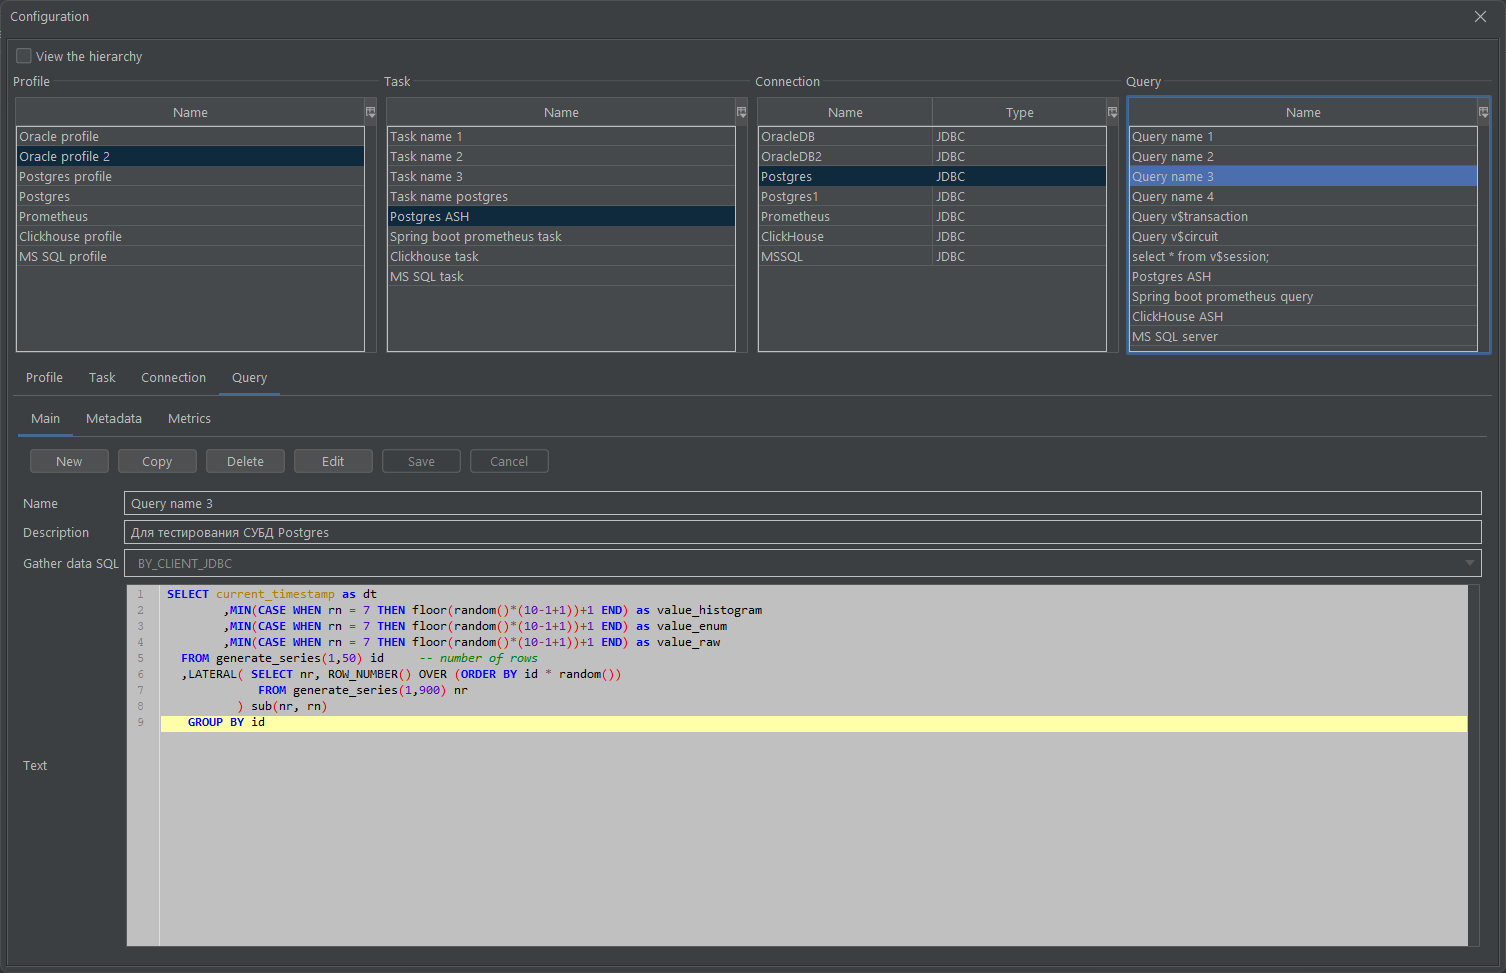 Configuration
View the hierarchy
Profile
Name
Oracle profile
Oracle profile 2
Postgres profile
Postgres
Prometheus
Clickhouse profile
MS SQL profile
Task
Name
Task name 1
Task name 2
Task name 3
Task name postgres
Postgres ASH
Spring boot prometheus task
Clickhouse task
MS SQL task
Connection
Name Type
OracleDB JDBC
OracleDB2 JDBC
Postgres JDBC
Postgres1 JDBC
Prometheus JDBC
ClickHouse JDBC
MSSQL JDBC
Query
Name
Query name 1
Query name 2
Query name 3
Query name 4
Query v$transaction
Query v$circuit
select * from v$session;
Postgres ASH
Spring boot prometheus query
ClickHouse ASH
MS SQL server
Profile Task Connection Query
Main Metadata Metrics
New Copy Delete Edit Save Cancel
Name Query name 3
Description Для тестирования СУБД Postgres
Gather data SQL BY_CLIENT_JDBC
Text
1 SELECT current_timestamp as dt
2 ,MIN(CASE WHEN rn = 7 THEN floor(random()*(10-1+1))+1 END) as value_histogram
3 ,MIN(CASE WHEN rn = 7 THEN floor(random()*(10-1+1))+1 END) as value_enum
4 ,MIN(CASE WHEN rn = 7 THEN floor(random()*(10-1+1))+1 END) as value_raw
5 FROM generate_series(1,50) id -- number of rows
6 ,LATERAL( SELECT nr, ROW_NUMBER() OVER (ORDER BY id * random())
7 FROM generate_series(1,900) nr
8 ) sub(nr, rn)
9 GROUP BY id